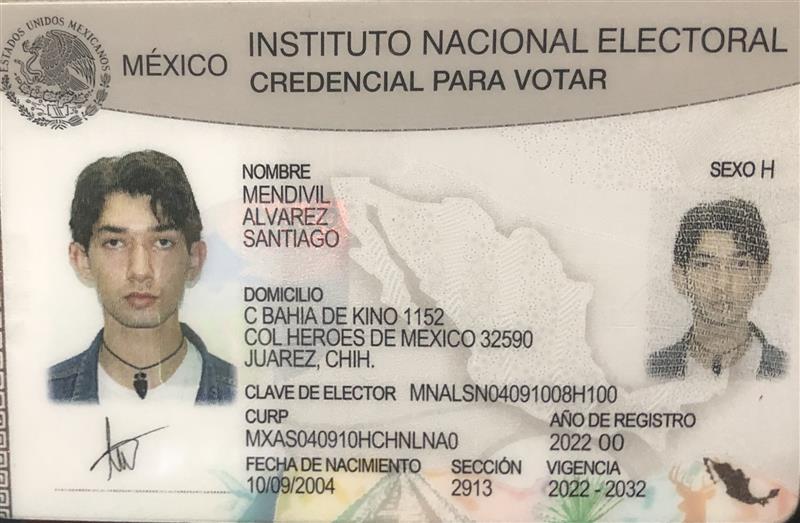 ESTADOS UNIDOS MEXICANOS
MÉXICO
INSTITUTO NACIONAL ELECTORAL
CREDENCIAL PARA VOTAR
NOMBRE
MENDIVIL
ALVAREZ
SANTIAGO
SEXO H
DOMICILIO
C BAHIA DE KINO 1152
COL HEROES DE MEXICO 32590
JUAREZ, CHIH.
CLAVE DE ELECTOR MNALSN04091008H100
CURP
MXAS040910HCHNLNA0
AÑO DE REGISTRO
2022 00
FECHA DE NACIMIENTO
10/09/2004
SECCIÓN
2913
VIGENCIA
2022 - 2032